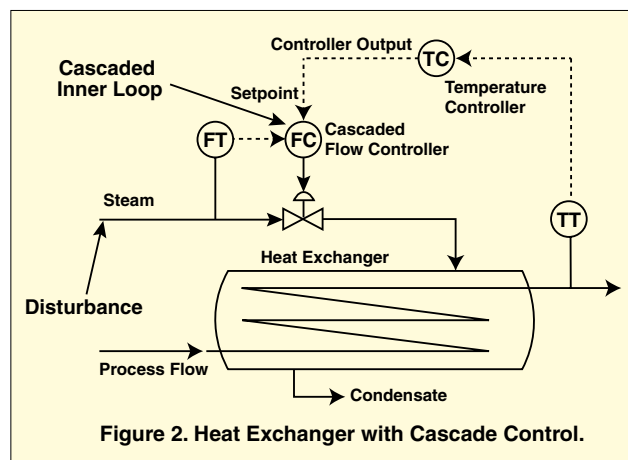 Controller Output
TC
Cascaded
Inner Loop
Setpoint
Temperature
Controller
FT
FC
Cascaded
Flow Controller
Steam
TT
Heat Exchanger
Disturbance
Process Flow
Condensate
Figure 2. Heat Exchanger with Cascade Control.